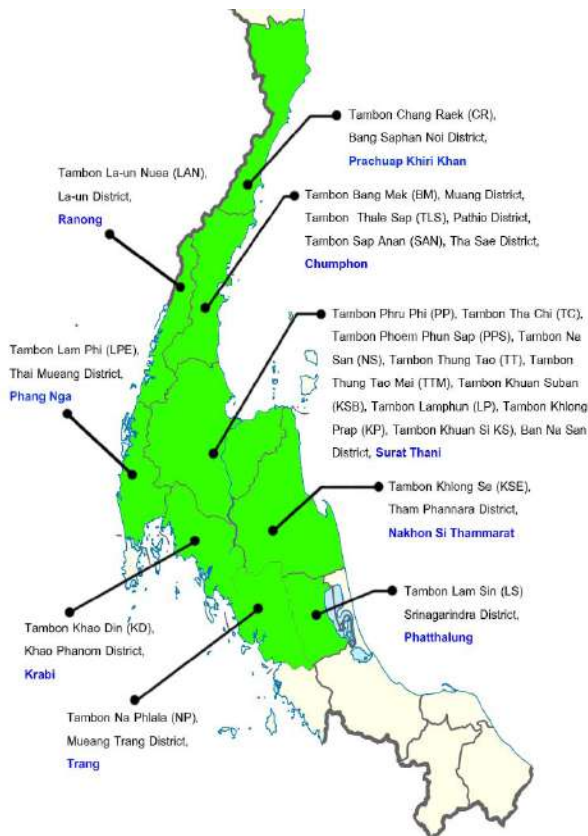 Tambon Chang Raek (CR),
Bang Saphan Noi District,
Prachuap Khiri Khan
Tambon La-un Nuea (LAN),
La-un District,
Ranong
Tambon Bang Mak (BM), Muang District,
Tambon Thale Sap (TLS), Pathio District,
Tambon Sap Anan (SAN), Tha Sae District,
Chumphon
Tambon Phru Phi (PP), Tambon Tha Chi (TC),
Tambon Phoem Phun Sap (PPS), Tambon Na
San (NS), Tambon Thung Tao (TT), Tambon
Thung Tao Mai (TTM), Tambon Khuan Suban
(KSB), Tambon Lamphun (LP), Tambon Khlong
Prap (KP), Tambon Khuan Si KS), Ban Na San
District, Surat Thani
Tambon Lam Phi (LPE),
Thai Mueang District,
Phang Nga
Tambon Khlong Se (KSE),
Tham Phannara District,
Nakhon Si Thammarat
Tambon Lam Sin (LS)
Srinagarindra District,
Phatthalung
Tambon Khao Din (KD),
Khao Phanom District,
Krabi
Tambon Na Phlala (NP),
Mueang Trang District,
Trang